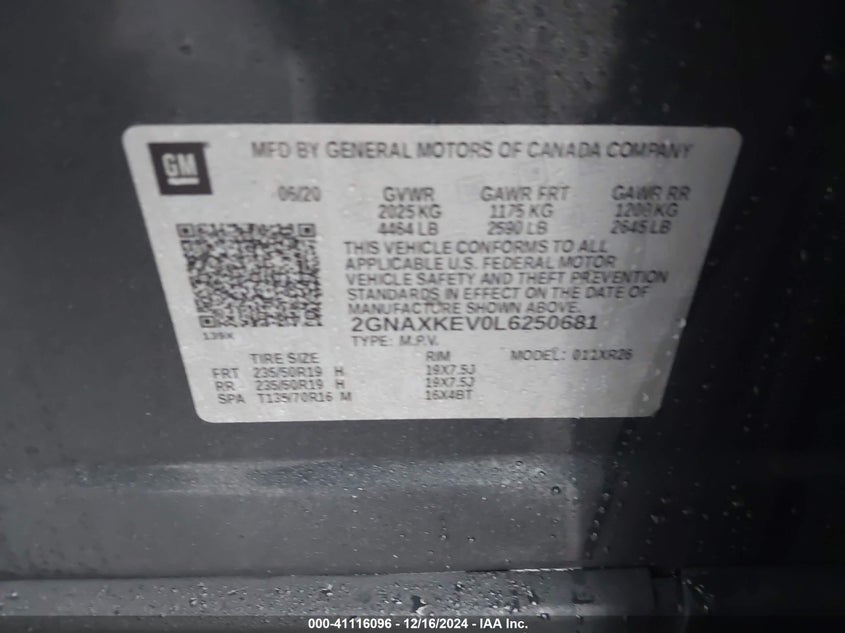 GM
MFD BY GENERAL MOTORS OF CANADA COMPANY
06/20 GVWR GAWR FRT GAWR RR
2025 KG 1175 KG 1200 KG
4464 LB 2590 LB 2645 LB
THIS VEHICLE CONFORMS TO ALL
APPLICABLE U.S. FEDERAL MOTOR
VEHICLE SAFETY AND THEFT PREVENTION
STANDARDS IN EFFECT ON THE DATE OF
MANUFACTURE SHOWN ABOVE.
2GNAXKEV0L6250681
139X
TYPE: M.P.V. MODEL: 011XR26
TIRE SIZE RIM
FRT 235/50R19 H 19X7.5J
RR 235/50R19 H 19X7.5J
SPA T135/70R16 M 16X4BT
000-41116096 - 12/16/2024 - IAA Inc.